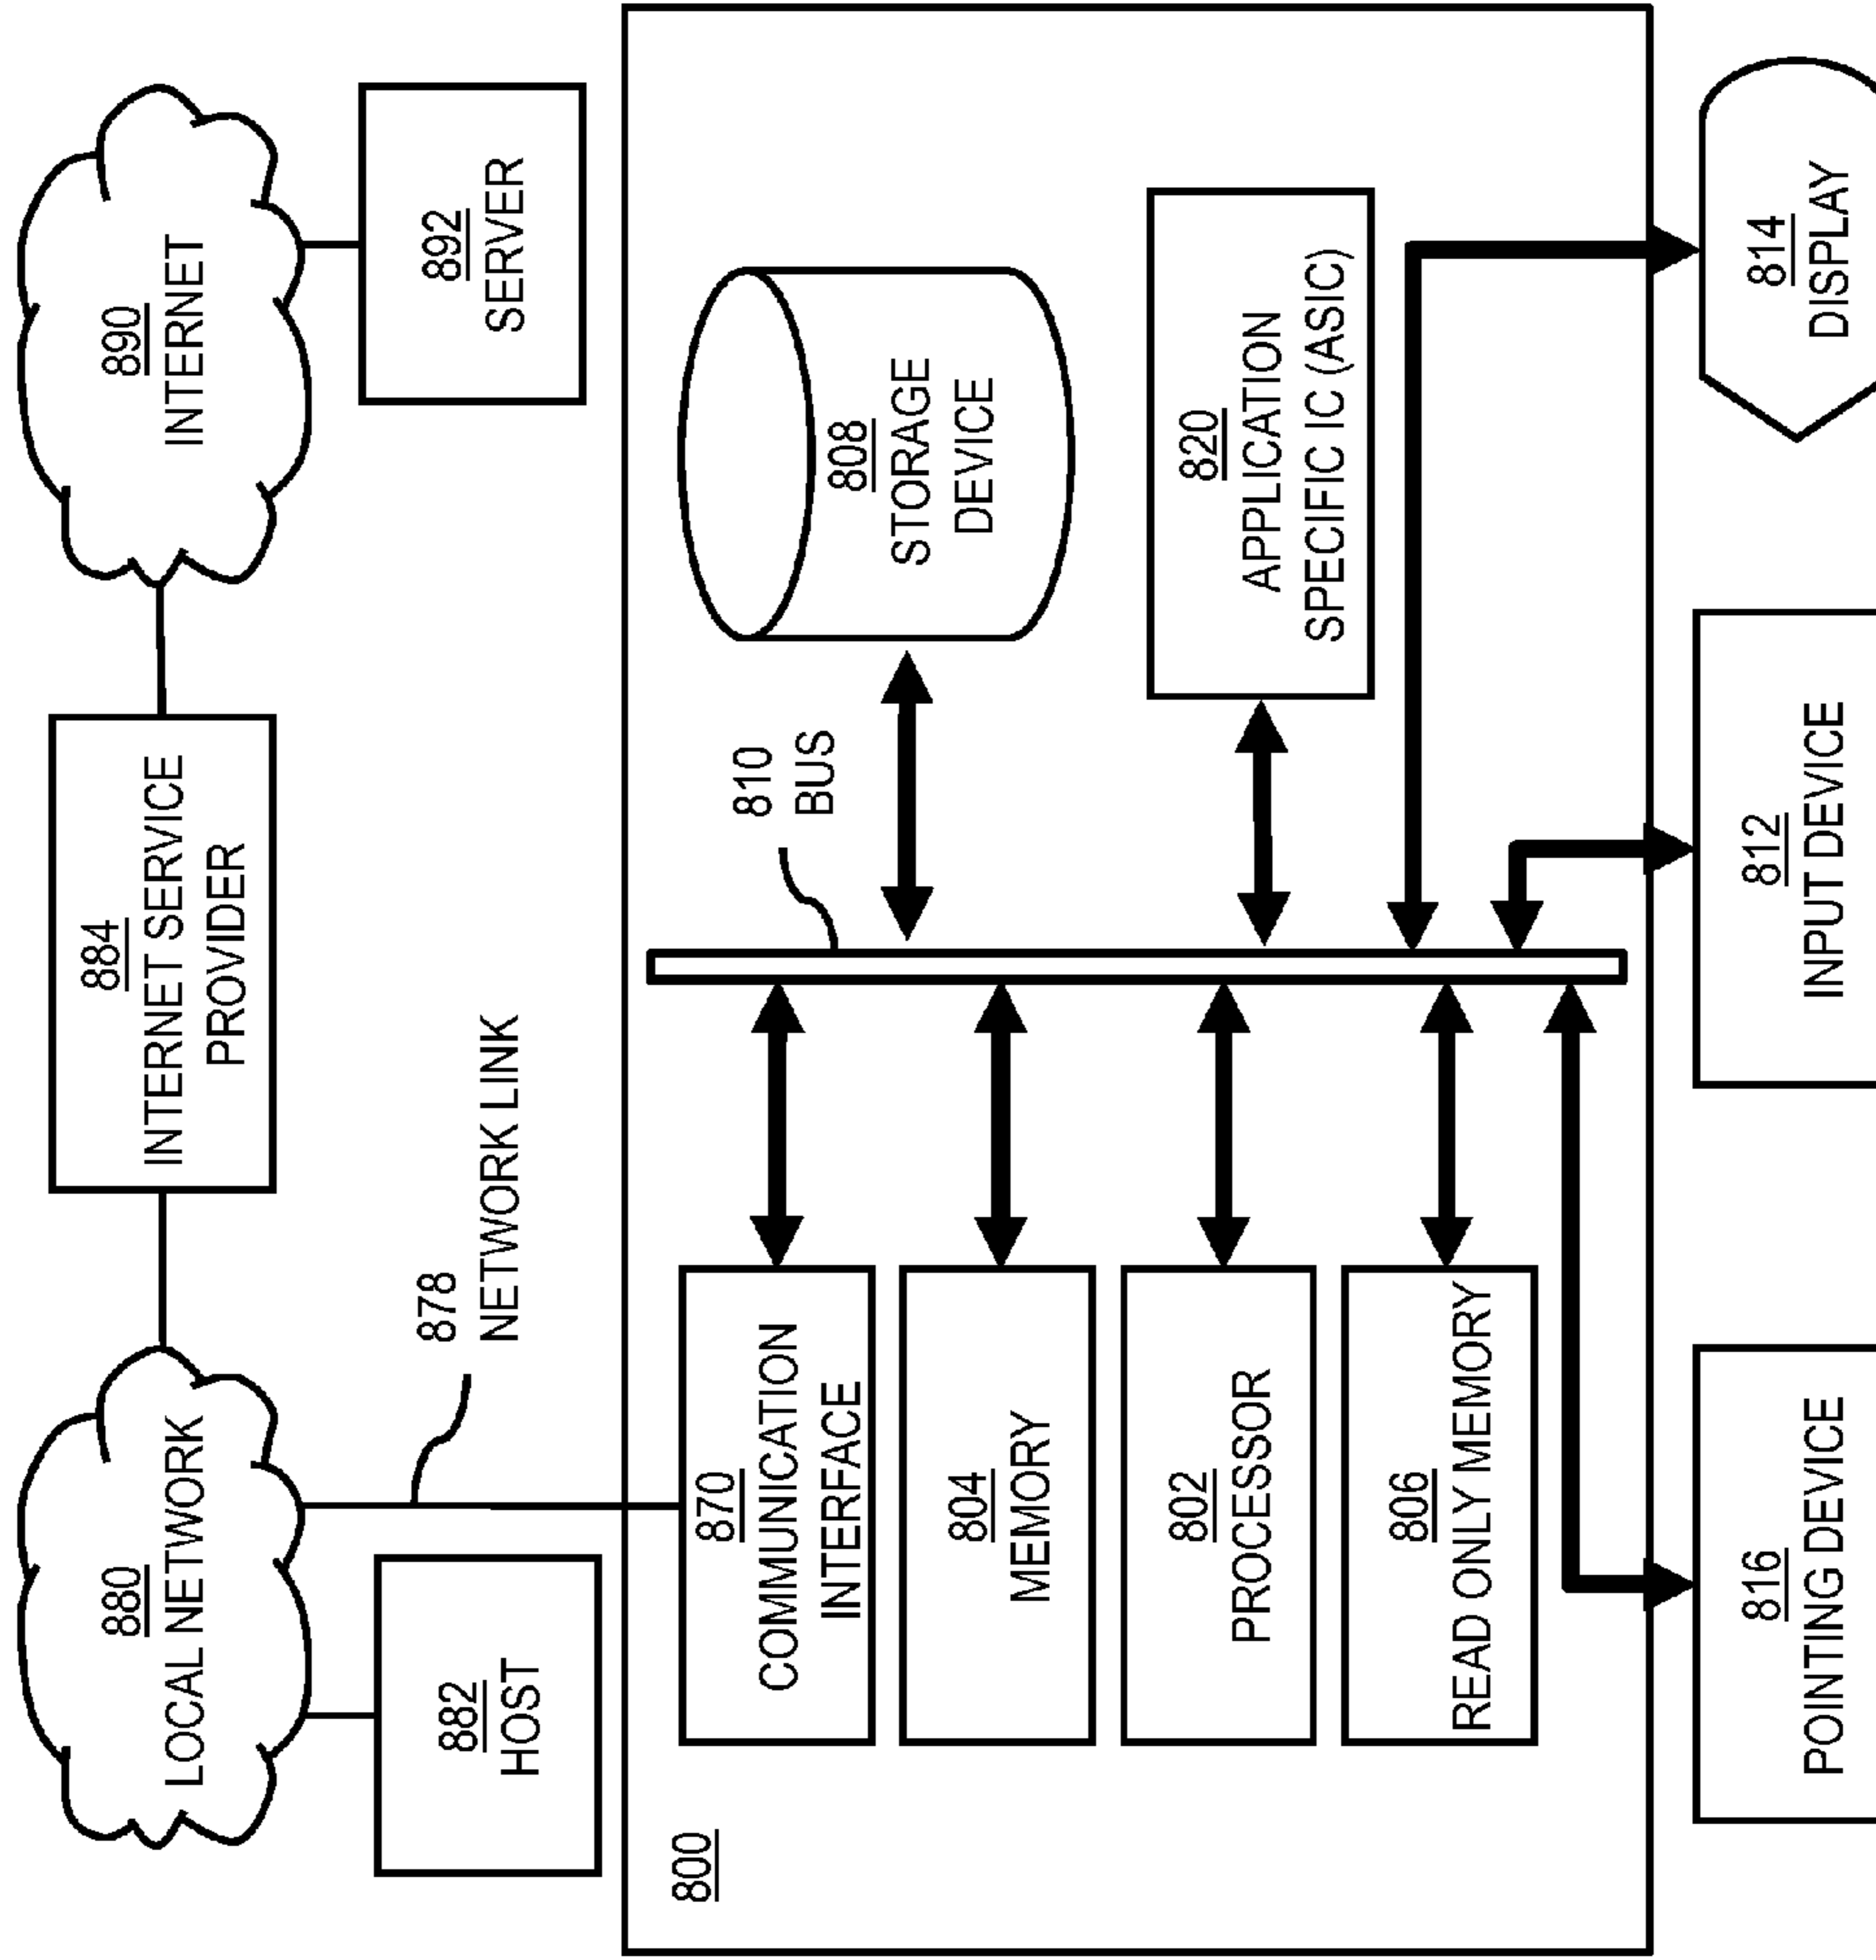 880
LOCAL NETWORK
884
INTERNET SERVICE
PROVIDER
890
INTERNET
882
HOST
878
NETWORK LINK
892
SERVER
800
870
COMMUNICATION
INTERFACE
810
BUS
808
STORAGE
DEVICE
804
MEMORY
802
PROCESSOR
820
APPLICATION
SPECIFIC IC (ASIC)
806
READ ONLY MEMORY
816
POINTING DEVICE
812
INPUT DEVICE
814
DISPLAY